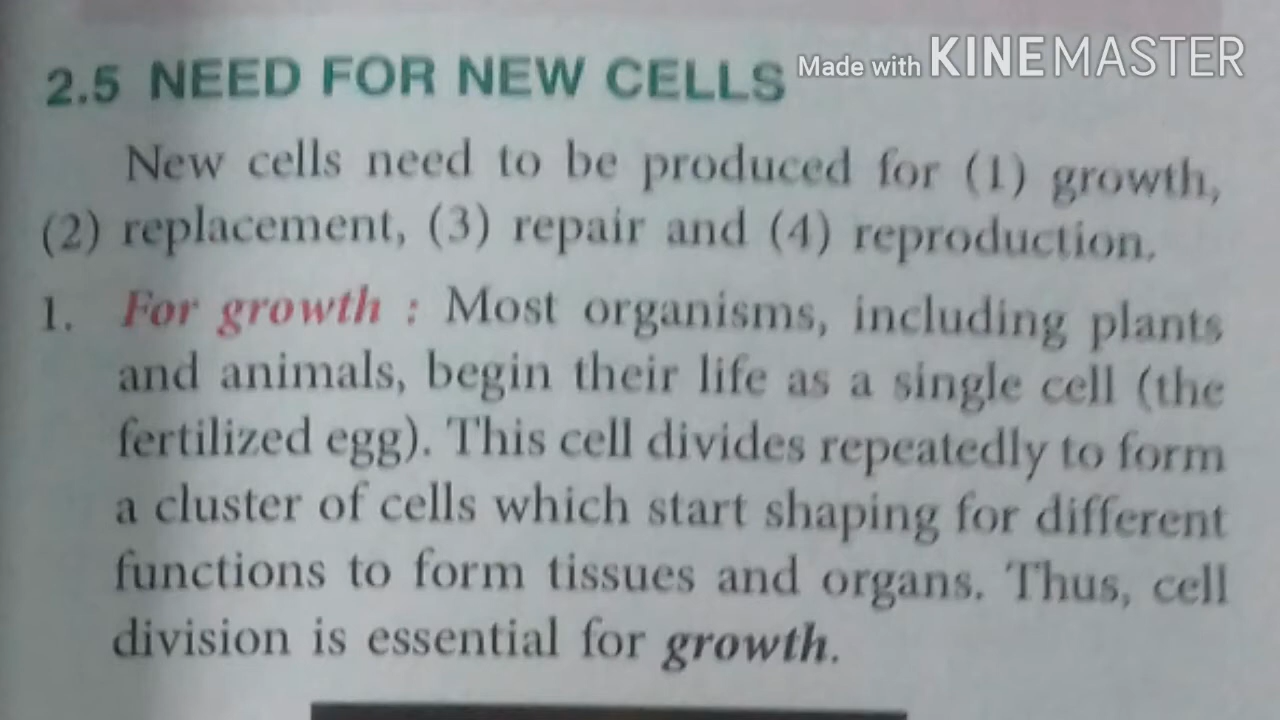 2.5 NEED FOR NEW CELLS
Made with KINEMASTER
New cells need to be produced for (1) growth,
(2) replacement, (3) repair and (4) reproduction.
1. For growth : Most organisms, including plants
and animals, begin their life as a single cell (the
fertilized egg). This cell divides repeatedly to form
a cluster of cells which start shaping for different
functions to form tissues and organs. Thus, cell
division is essential for growth.